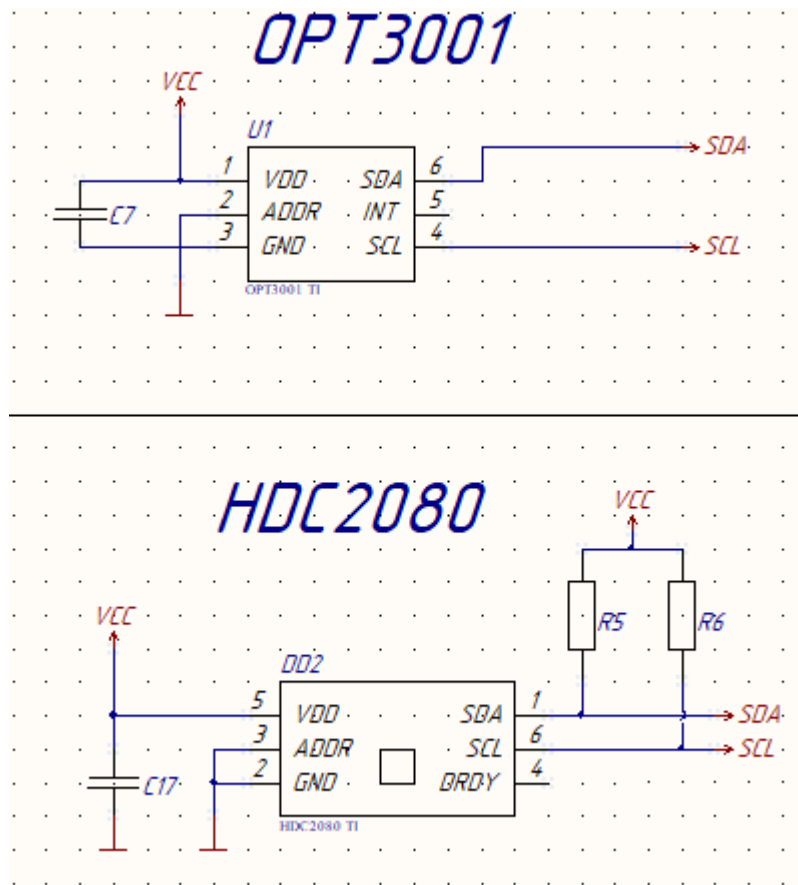 OPT3001
VCC
U1
1 VDD SDA 6 SDA
2 ADDR INT 5
C7
3 GND SCL 4 SCL
OPT3001 TI
HDC2080
VCC
R5 R6
VCC
DD2
5 VDD SDA 1 SDA
3 ADDR SCL 6 SCL
C17 2 GND DRDY 4
HDC2080 TI